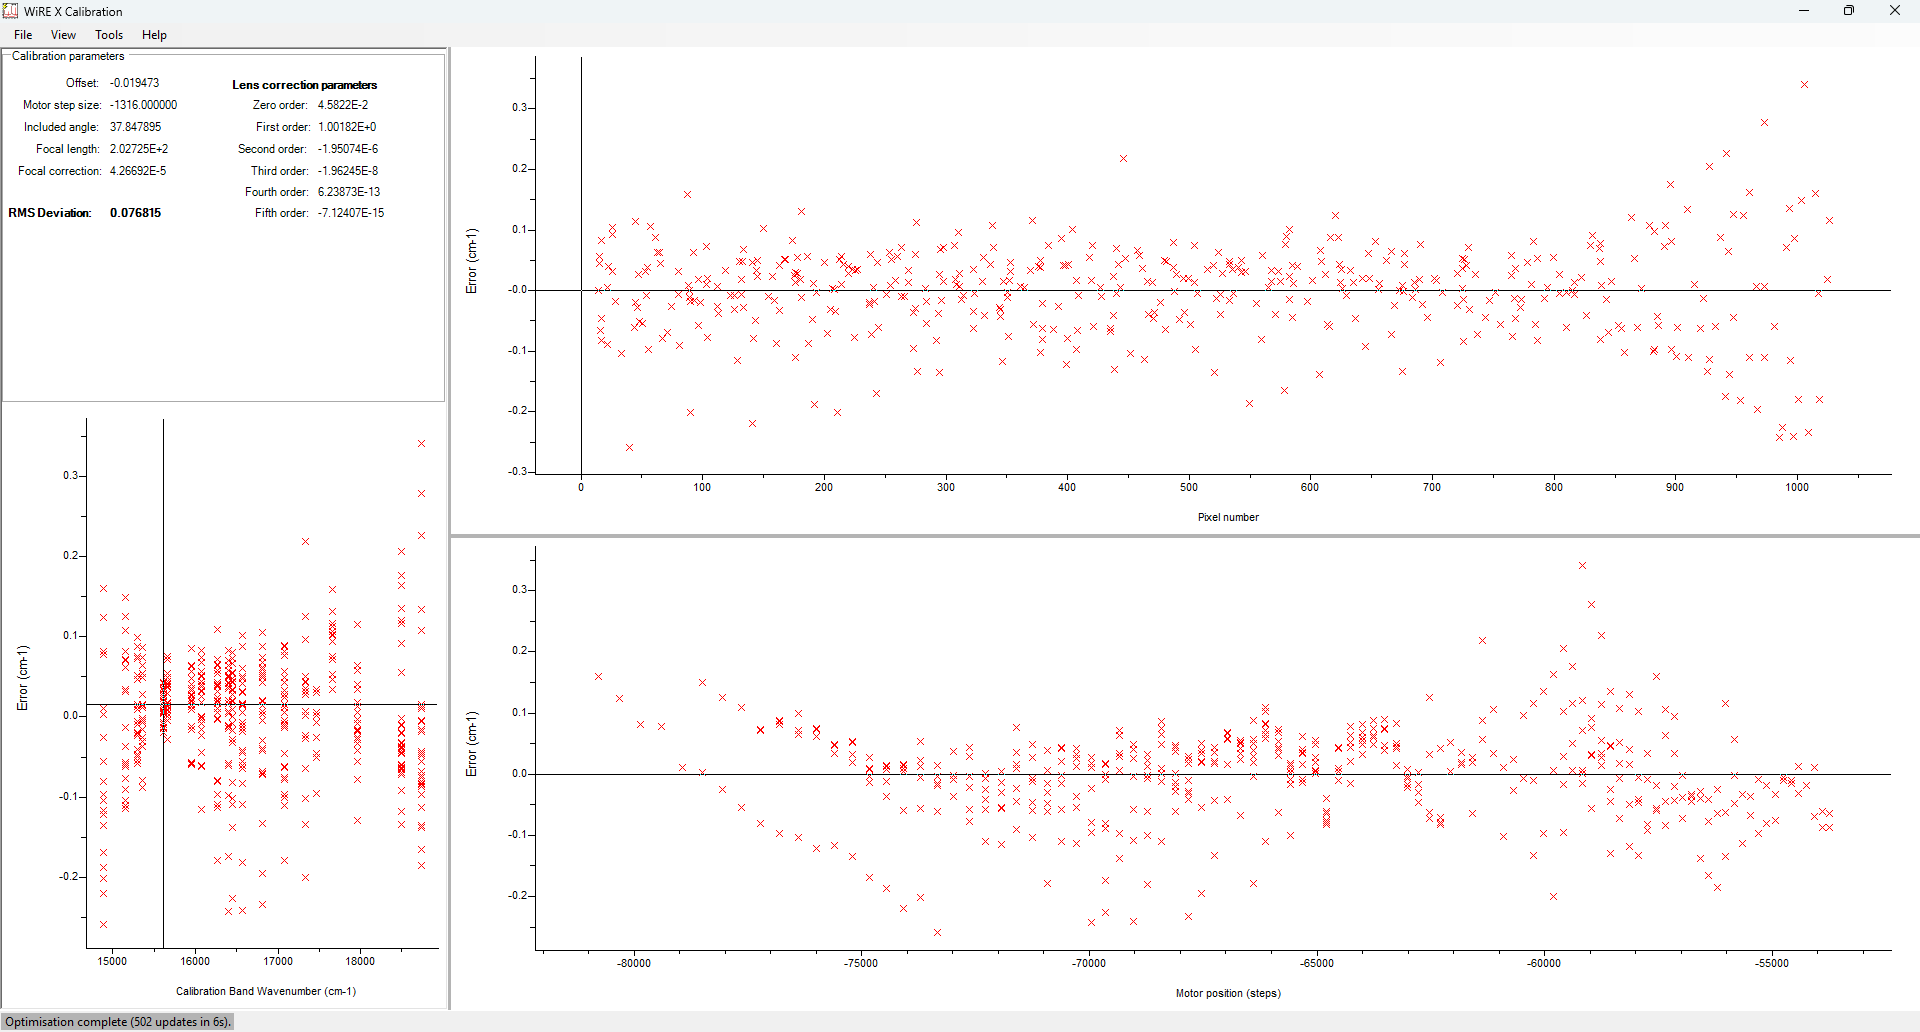 WiRE X Calibration
File View Tools Help
Calibration parameters
Offset: -0.019473
Motor step size: -1316.000000
Included angle: 37.847895
Focal length: 2.02725E+2
Focal correction: 4.26692E-5
RMS Deviation: 0.076815
Lens correction parameters
Zero order: 4.5822E-2
First order: 1.00182E+0
Second order: -1.95074E-6
Third order: -1.96245E-8
Fourth order: 6.23873E-13
Fifth order: -7.12407E-15
0.3
0.2
0.1
-0.0
-0.1
-0.2
-0.3
Error (cm-1)
0 100 200 300 400 500 600 700 800 900 1000
Pixel number
0.3
0.2
0.1
0.0
-0.1
-0.2
Error (cm-1)
15000 16000 17000 18000
Calibration Band Wavenumber (cm-1)
0.3
0.2
0.1
0.0
-0.1
-0.2
Error (cm-1)
-80000 -75000 -70000 -65000 -60000 -55000
Motor position (steps)
Optimisation complete (502 updates in 6s).